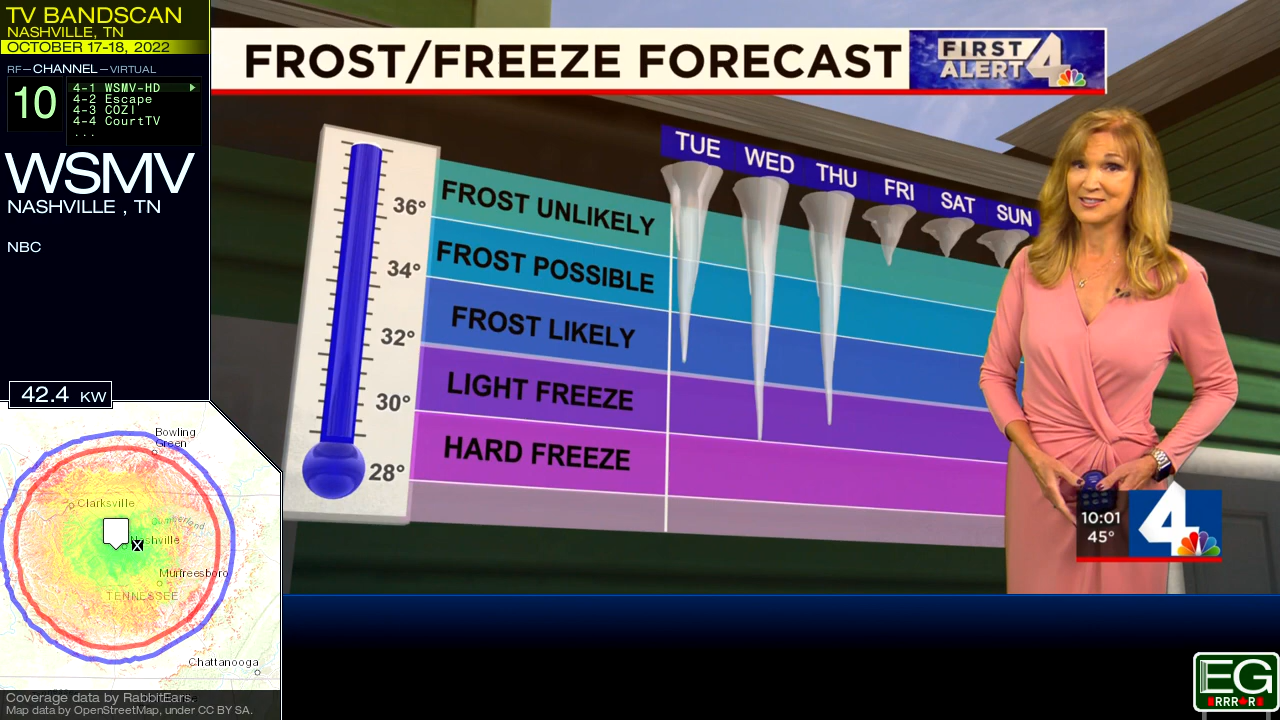 TV BANDSCAN
NASHVILLE, TN
OCTOBER 17-18, 2022
RF CHANNEL VIRTUAL
10
4-1 WSMV-HD
4-2 Escape
4-3 COZI
4-4 CourtTV
...
WSMV
NASHVILLE , TN
NBC
42.4 KW
Bowling
Green
Clarksville
Cumberland
Nashville
Murfreesboro
TENNESSEE
Chattanooga
Coverage data by RabbitEars.
Map data by OpenStreetMap, under CC BY SA.
FROST/FREEZE FORECAST
FIRST
ALERT 4
TUE WED THU FRI SAT SUN
36° FROST UNLIKELY
34° FROST POSSIBLE
32° FROST LIKELY
30° LIGHT FREEZE
28° HARD FREEZE
10:01
45°
4
EG
RRR R